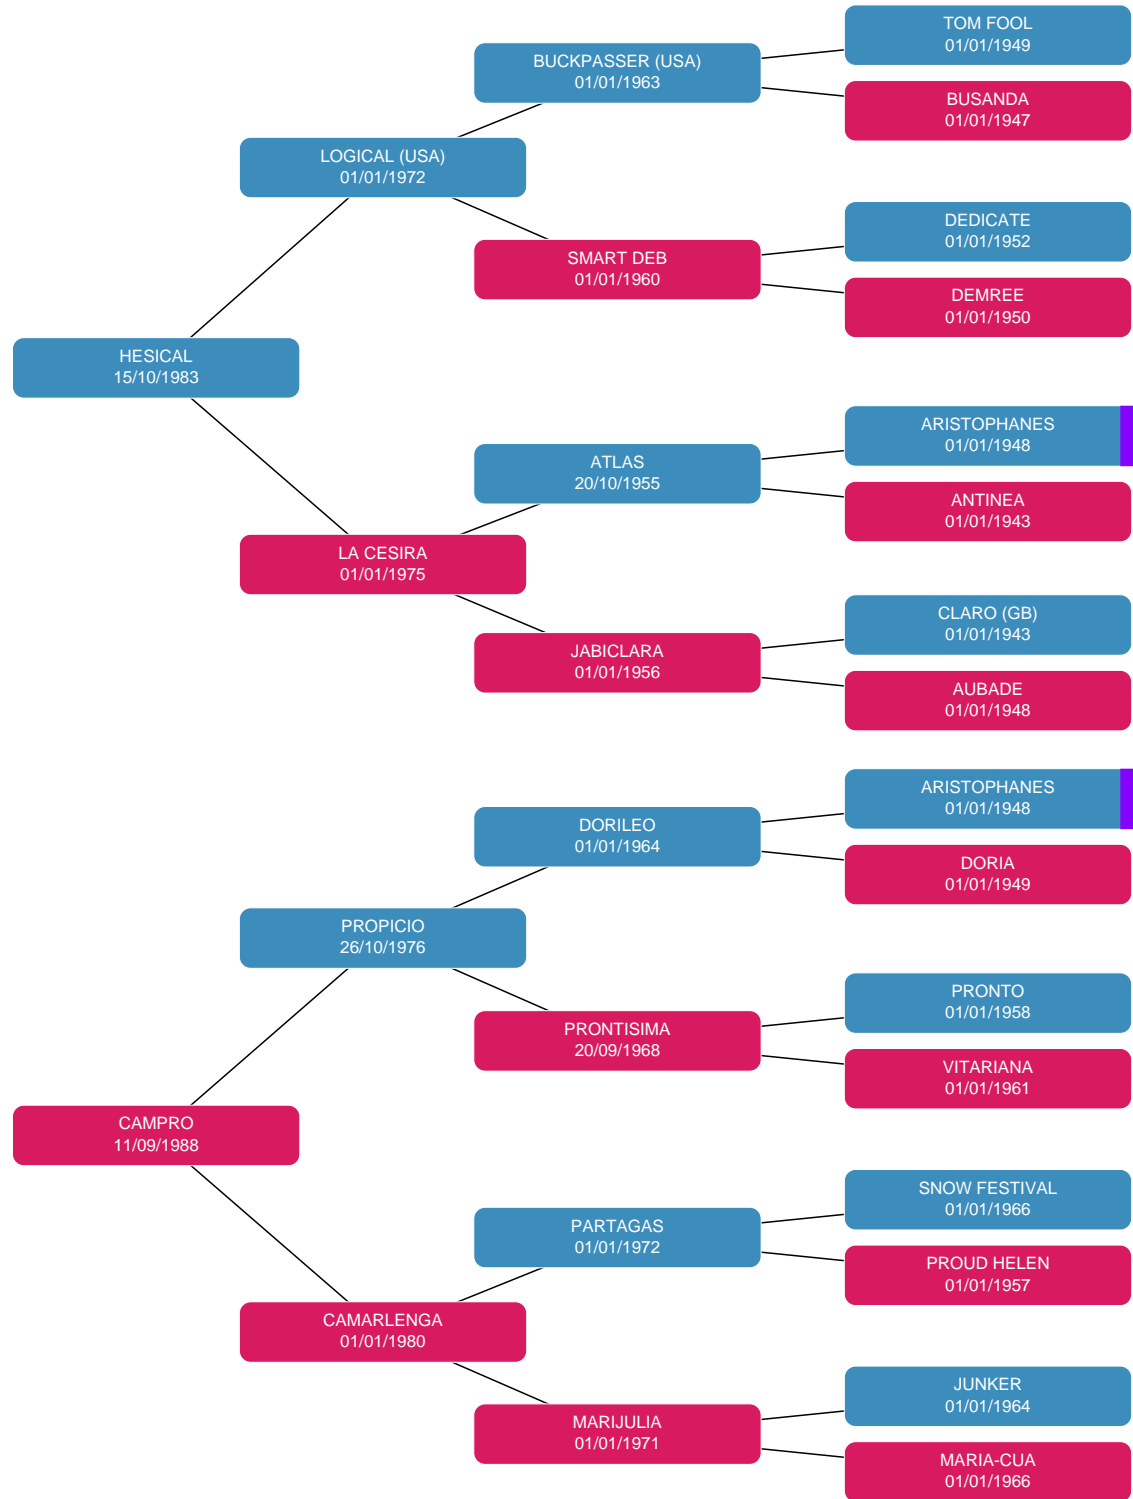 TOM FOOL
01/01/1949
BUCKPASSER (USA)
01/01/1963
BUSANDA
01/01/1947
LOGICAL (USA)
01/01/1972
DEDICATE
01/01/1952
SMART DEB
01/01/1960
DEMREE
01/01/1950
HESICAL
15/10/1983
ARISTOPHANES
01/01/1948
ATLAS
20/10/1955
ANTINEA
01/01/1943
LA CESIRA
01/01/1975
CLARO (GB)
01/01/1943
JABICLARA
01/01/1956
AUBADE
01/01/1948
ARISTOPHANES
01/01/1948
DORILEO
01/01/1964
DORIA
01/01/1949
PROPICIO
26/10/1976
PRONTO
01/01/1958
PRONTISIMA
20/09/1968
VITARIANA
01/01/1961
CAMPRO
11/09/1988
SNOW FESTIVAL
01/01/1966
PARTAGAS
01/01/1972
PROUD HELEN
01/01/1957
CAMARLENGA
01/01/1980
JUNKER
01/01/1964
MARIJULIA
01/01/1971
MARIA-CUA
01/01/1966